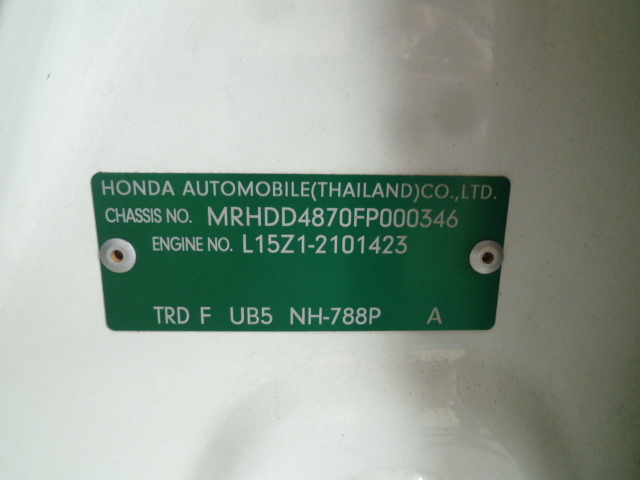 HONDA AUTOMOBILE(THAILAND)CO.,LTD.
CHASSIS NO. MRHDD4870FP000346
ENGINE NO. L15Z1-2101423
TRD F UB5 NH-788P A